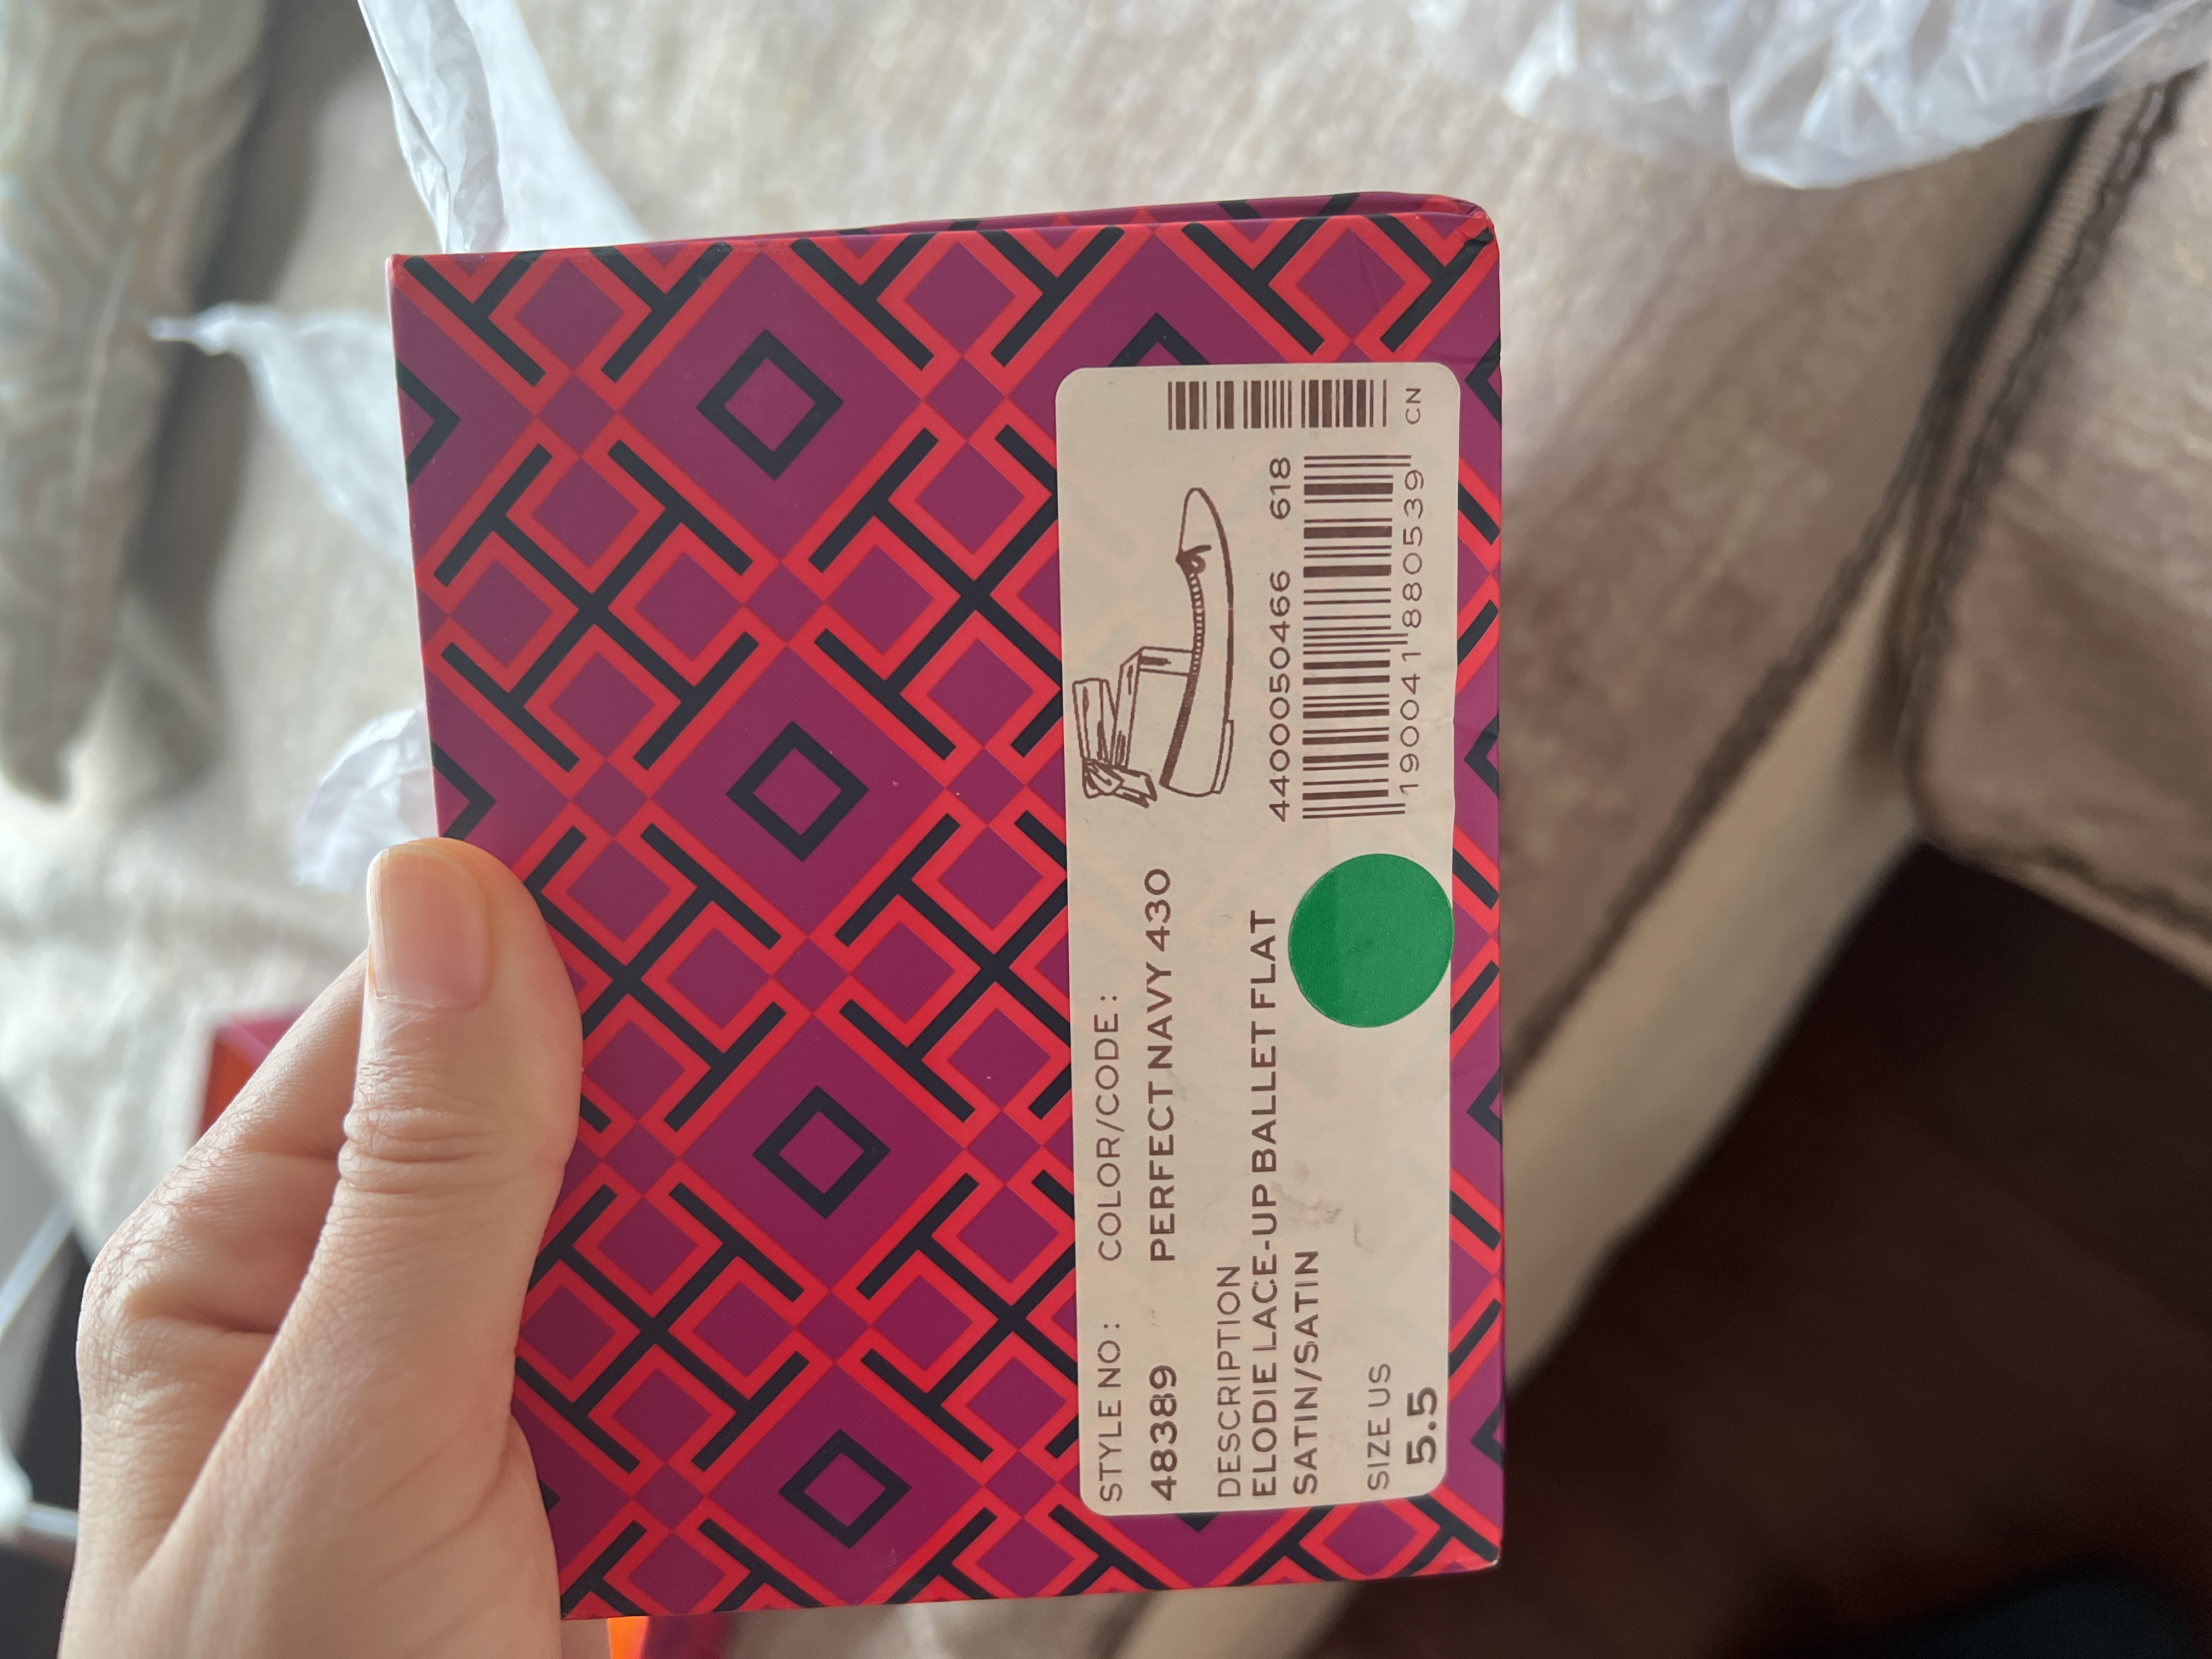 STYLE NO: COLOR/CODE:
48389 PERFECT NAVY 430
DESCRIPTION
ELODIE LACE-UP BALLET FLAT
SATIN/SATIN
SIZE US
5.5
440005050466 618
190041880539
CN